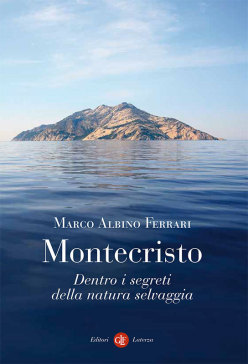 Marco Albino Ferrari
Montecristo
Dentro i segreti
della natura selvaggia
Editori Laterza